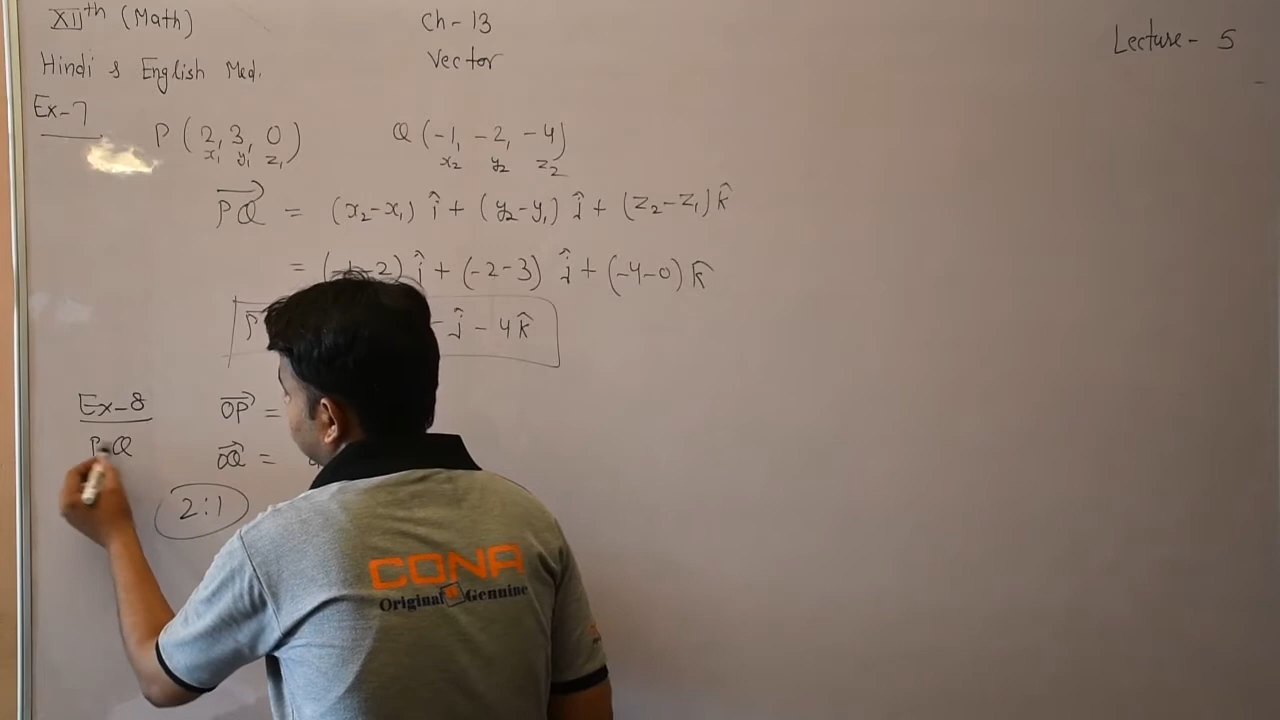 XIIth (Math) Ch-13 Lecture- 5
Hindi & English Med. Vector
Ex-7
P (2, 3, 0) Q (-1, -2, -4)
x₁ y₁ z₁ x₂ y₂ z₂
PQ⃗ = (x₂-x₁) î + (y₂-y₁) ĵ + (z₂-z₁) k̂
= ( -2) î + (-2-3) ĵ + (-4-0) k̂
ĵ - 4k̂
Ex-8 OP⃗ =
PQ OQ⃗ =
2:1
CONA
Original Genuine